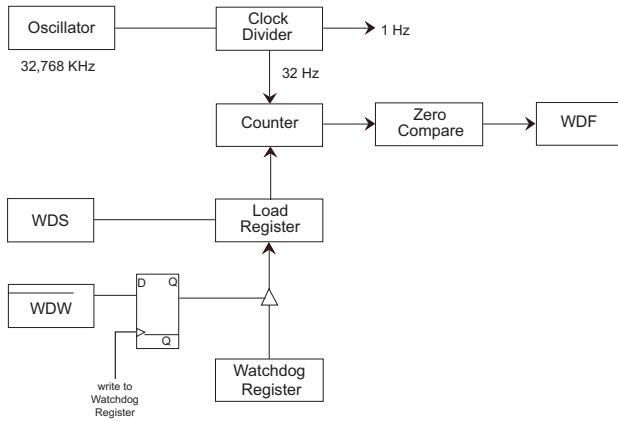 Oscillator
Clock
Divider
1 Hz
32,768 KHz
32 Hz
Counter
Zero
Compare
WDF
WDS
Load
Register
WDW
D
Q
Q
write to
Watchdog
Register
Watchdog
Register